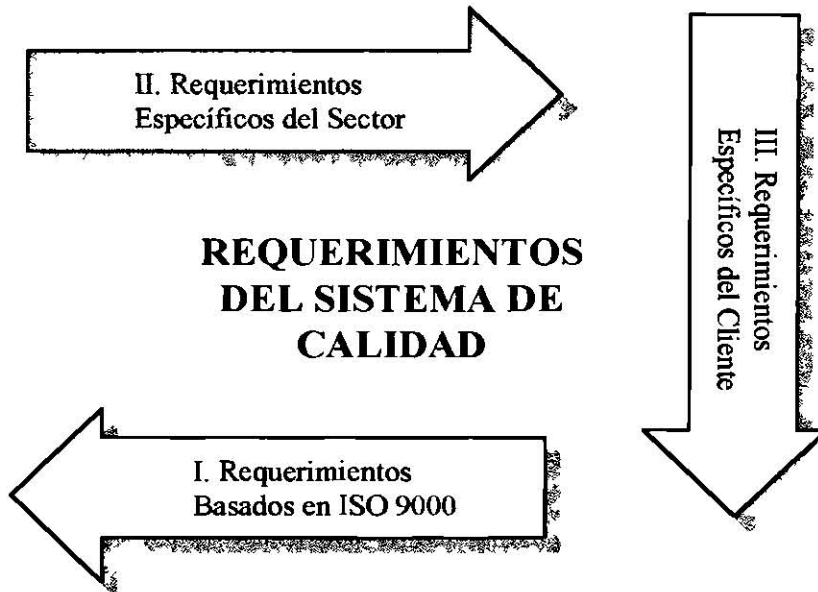 II. Requerimientos
Específicos del Sector
III. Requerimientos
Específicos del Cliente
REQUERIMIENTOS
DEL SISTEMA DE
CALIDAD
I. Requerimientos
Basados en ISO 9000